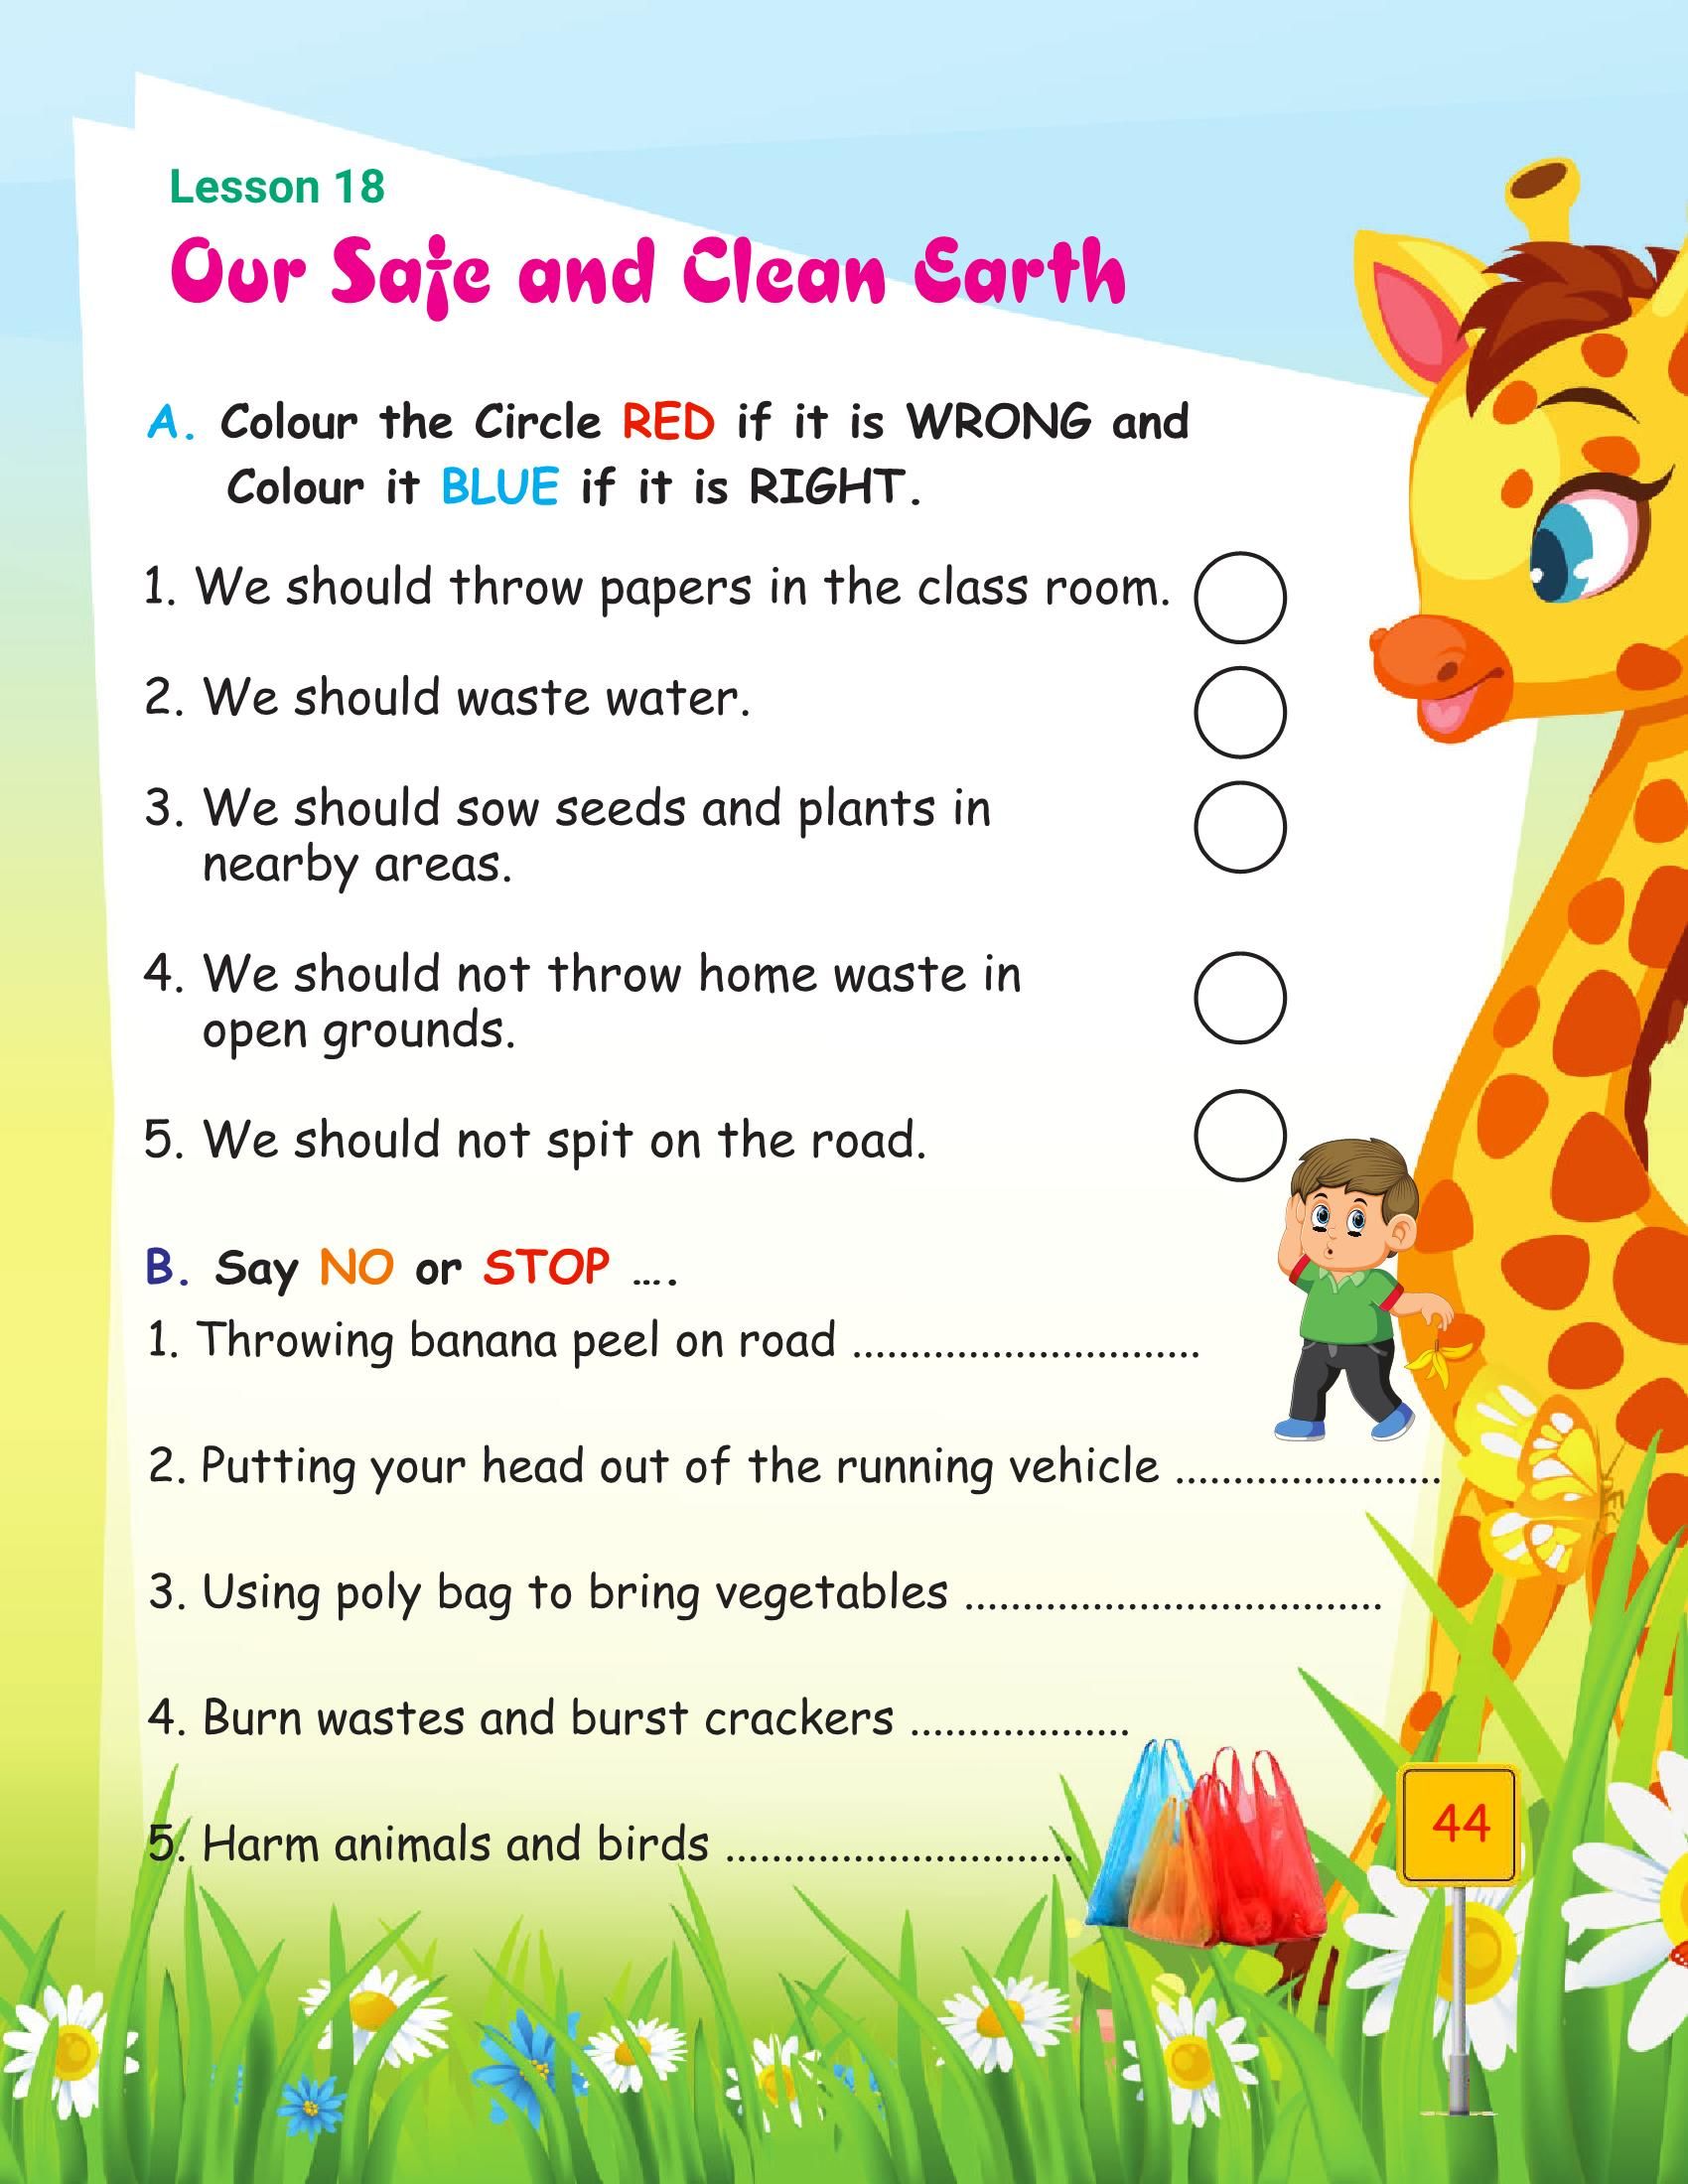 Lesson 18
Our Safe and Clean Earth
A. Colour the Circle RED if it is WRONG and
Colour it BLUE if it is RIGHT.
1. We should throw papers in the class room.
2. We should waste water.
3. We should sow seeds and plants in
nearby areas.
4. We should not throw home waste in
open grounds.
5. We should not spit on the road.
B. Say NO or STOP ....
1. Throwing banana peel on road ..............................
2. Putting your head out of the running vehicle .......................
3. Using poly bag to bring vegetables ....................................
4. Burn wastes and burst crackers ...................
5. Harm animals and birds ..............................
44